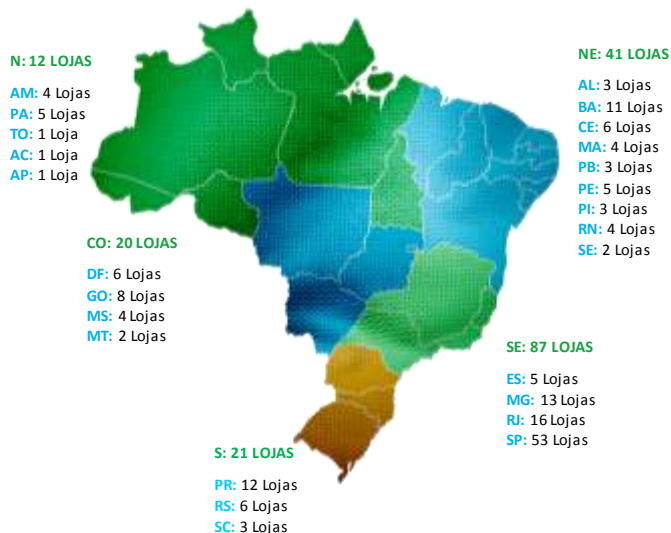 N: 12 LOJAS
AM: 4 Lojas
PA: 5 Lojas
TO: 1 Loja
AC: 1 Loja
AP: 1 Loja
NE: 41 LOJAS
AL: 3 Lojas
BA: 11 Lojas
CE: 6 Lojas
MA: 4 Lojas
PB: 3 Lojas
PE: 5 Lojas
PI: 3 Lojas
RN: 4 Lojas
SE: 2 Lojas
CO: 20 LOJAS
DF: 6 Lojas
GO: 8 Lojas
MS: 4 Lojas
MT: 2 Lojas
SE: 87 LOJAS
ES: 5 Lojas
MG: 13 Lojas
RJ: 16 Lojas
SP: 53 Lojas
S: 21 LOJAS
PR: 12 Lojas
RS: 6 Lojas
SC: 3 Lojas